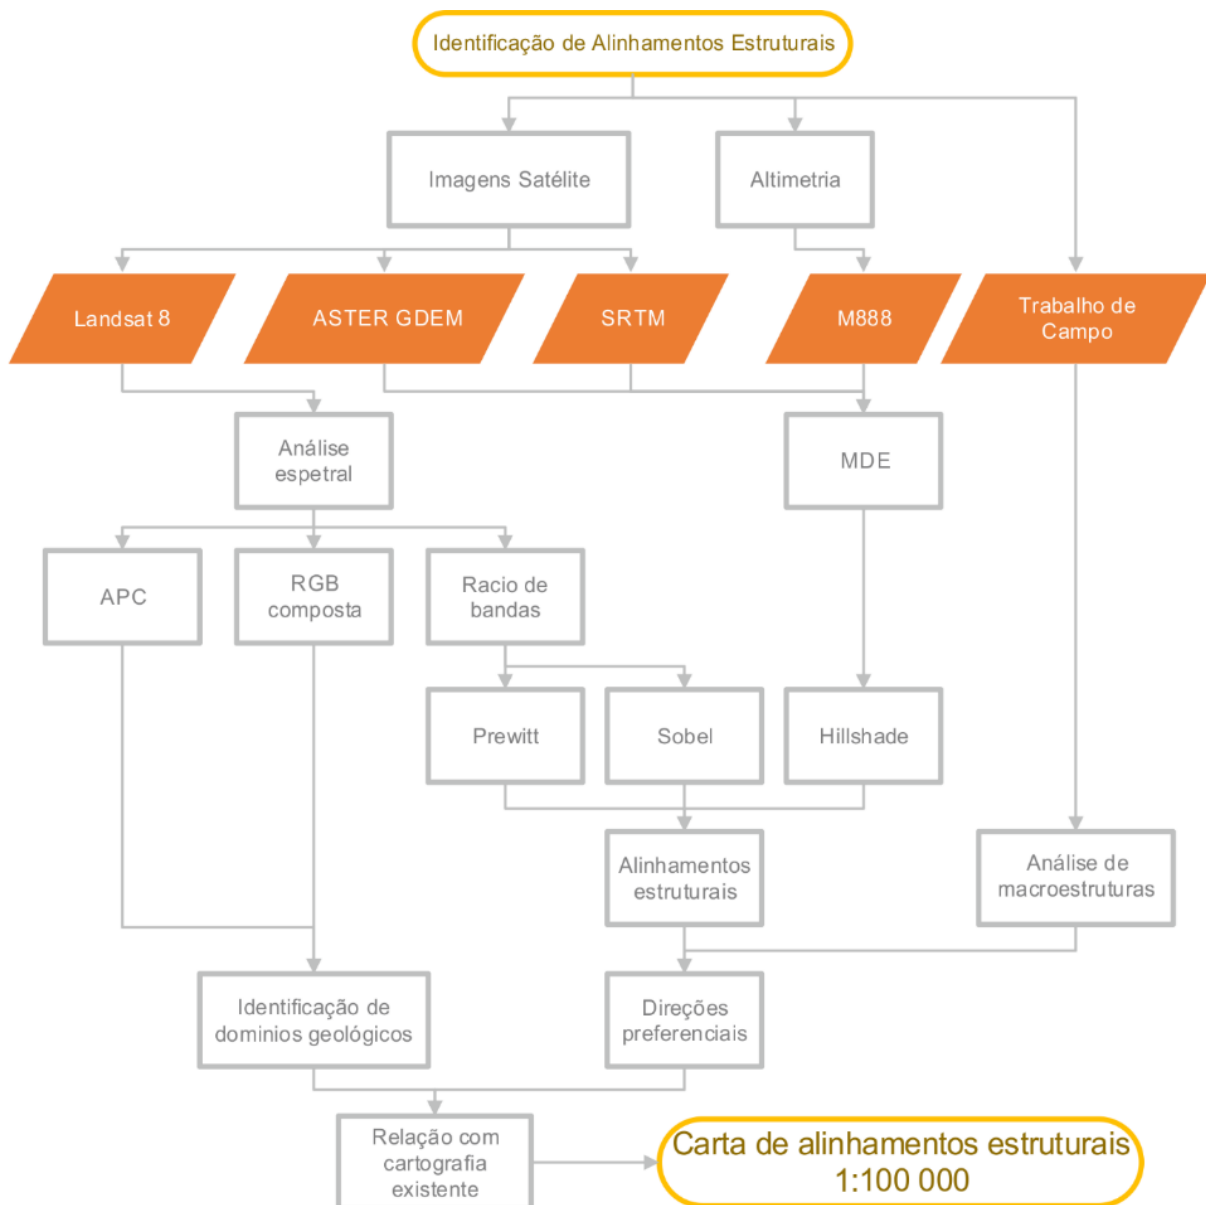 Identificação de Alinhamentos Estruturais
Imagens Satélite
Altimetria
Landsat 8
ASTER GDEM
SRTM
M888
Trabalho de
Campo
Análise
espetral
MDE
APC
RGB
composta
Racio de
bandas
Prewitt
Sobel
Hillshade
Alinhamentos
estruturais
Análise de
macroestruturas
Identificação de
dominios geológicos
Direções
preferenciais
Relação com
cartografia
existente
Carta de alinhamentos estruturais
1:100 000